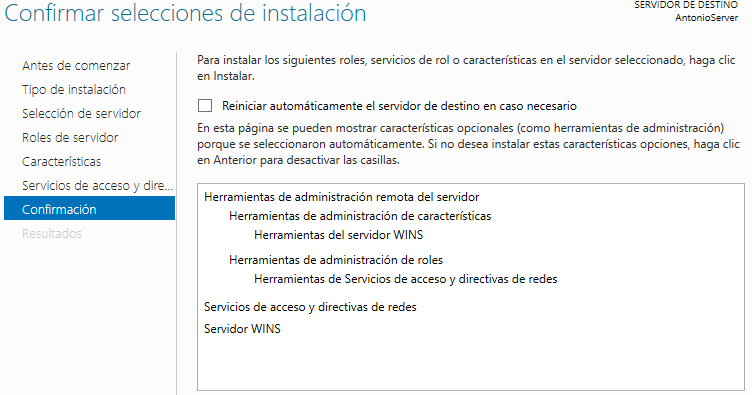 Confirmar selecciones de instalación
SERVIDOR DE DESTINO
AntonioServer
Antes de comenzar
Tipo de instalación
Selección de servidor
Roles de servidor
Características
Servicios de acceso y dire...
Confirmación
Resultados
Para instalar los siguientes roles, servicios de rol o características en el servidor seleccionado, haga clic
en Instalar.
Reiniciar automáticamente el servidor de destino en caso necesario
En esta página se pueden mostrar características opcionales (como herramientas de administración)
porque se seleccionaron automáticamente. Si no desea instalar estas características opciones, haga clic
en Anterior para desactivar las casillas.
Herramientas de administración remota del servidor
Herramientas de administración de características
Herramientas del servidor WINS
Herramientas de administración de roles
Herramientas de Servicios de acceso y directivas de redes
Servicios de acceso y directivas de redes
Servidor WINS